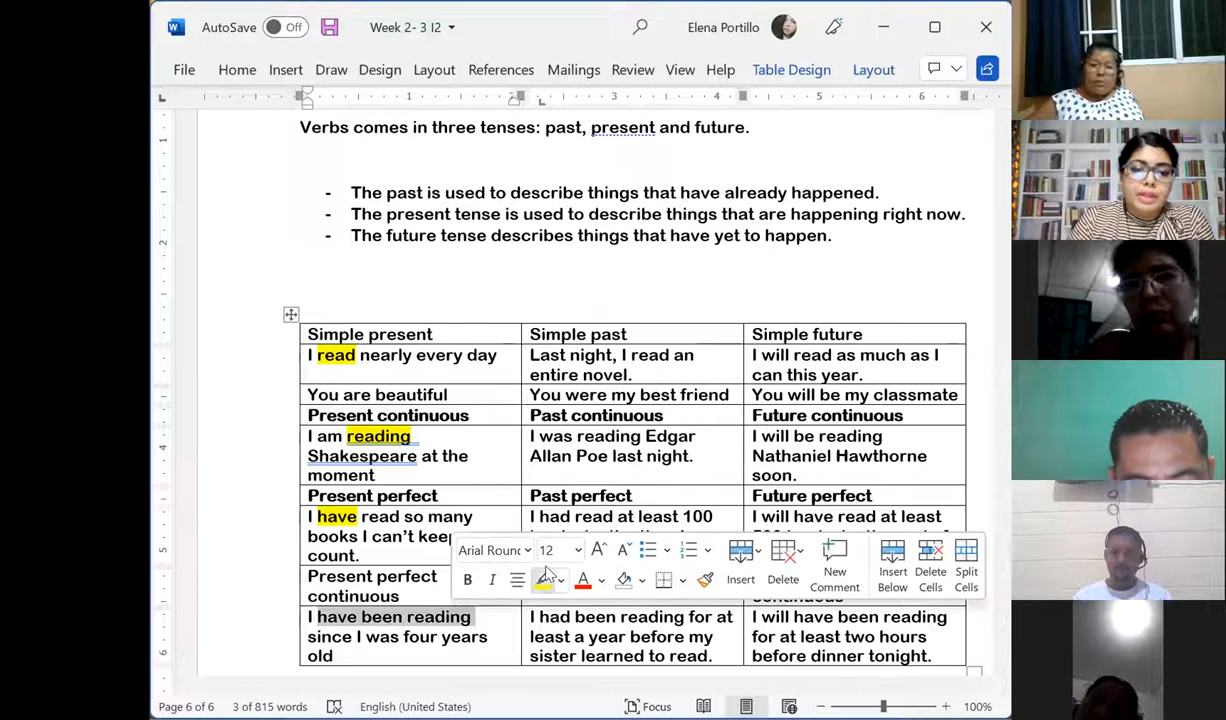 AutoSave Off Week 2- 3 I2 Elena Portillo
File Home Insert Draw Design Layout References Mailings Review View Help Table Design Layout
1 3 4 5 6
Verbs comes in three tenses: past, present and future.
- The past is used to describe things that have already happened.
- The present tense is used to describe things that are happening right now.
- The future tense describes things that have yet to happen.
Simple present Simple past Simple future
I read nearly every day
Last night, I read an
entire novel.
I will read as much as I
can this year.
You are beautiful You were my best friend You will be my classmate
Present continuous Past continuous Future continuous
I am reading
Shakespeare at the
moment
I was reading Edgar
Allan Poe last night.
I will be reading
Nathaniel Hawthorne
soon.
Present perfect Past perfect Future perfect
I have read so many
books I can't keep
count.
I had read at least 100
I will have read at least
Present perfect
continuous
I have been reading
since I was four years
old
I had been reading for at
least a year before my
sister learned to read.
I will have been reading
for at least two hours
before dinner tonight.
Arial Rounc 12
B I
Insert Delete New
Comment
Insert
Below
Delete
Cells
Split
Cells
Page 6 of 6 3 of 815 words English (United States) Focus 100%